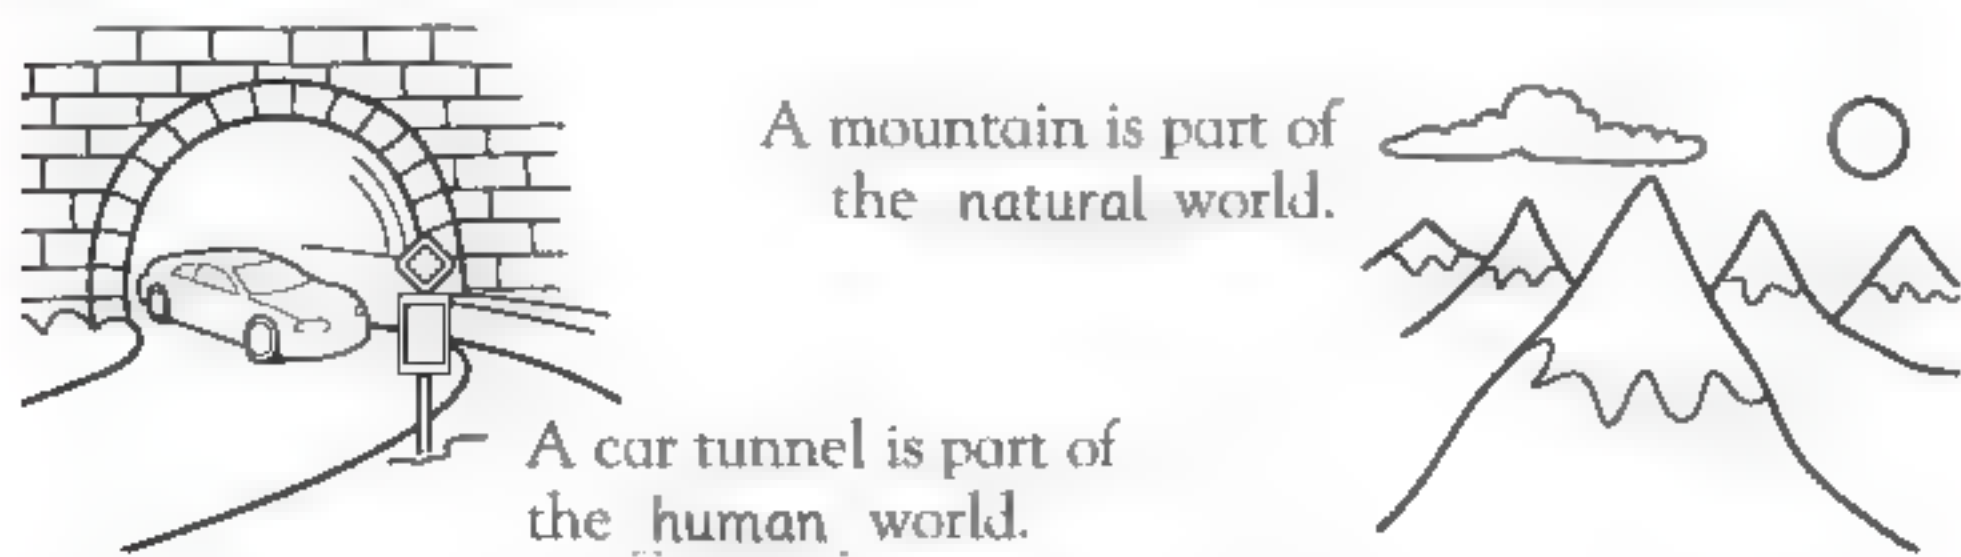 A mountain is part of
the natural world.
A car tunnel is part of
the human world.